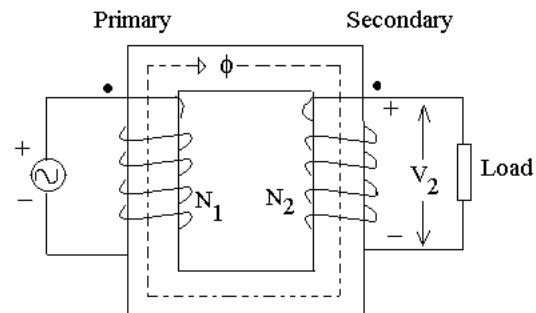 Primary Secondary
ϕ
+ +
− N₁ N₂ V₂ Load
−